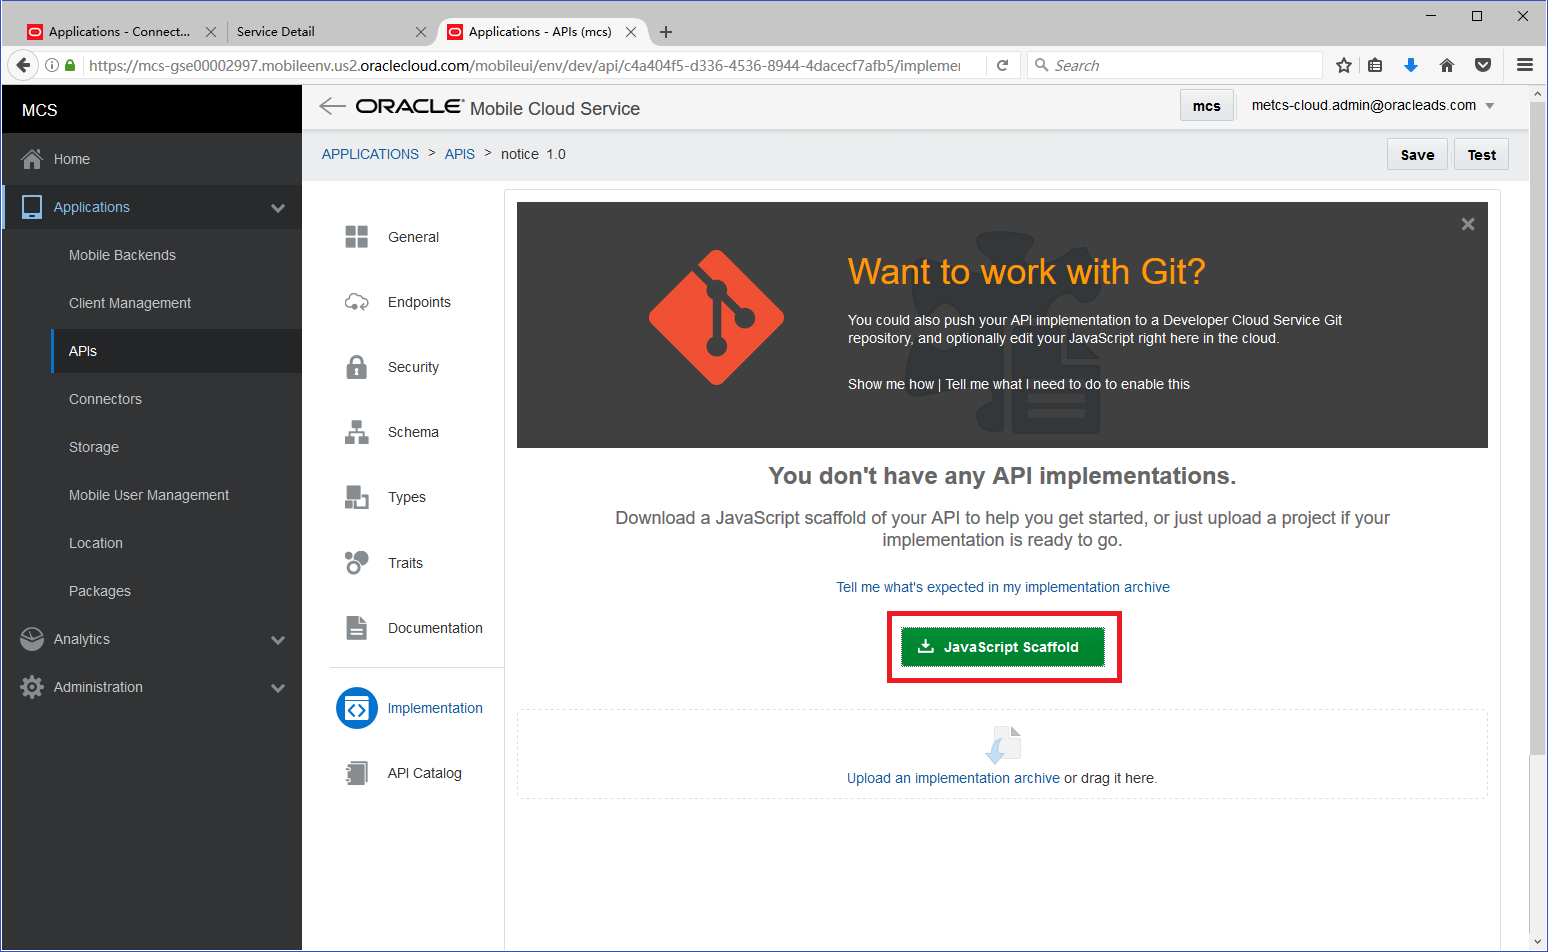 Applications - Connect...
Service Detail
Applications - APIs (mcs)
https://mcs-gse00002997.mobileenv.us2.oraclecloud.com/mobileui/env/dev/api/c4a404f5-d336-4536-8944-4dacecf7afb5/implemen
Search
MCS
ORACLE Mobile Cloud Service
mcs
metcs-cloud.admin@oracleads.com
APPLICATIONS > APIS > notice 1.0
Save
Test
Home
Applications
Mobile Backends
Client Management
APIs
Connectors
Storage
Mobile User Management
Location
Packages
Analytics
Administration
General
Endpoints
Security
Schema
Types
Traits
Documentation
Implementation
API Catalog
Want to work with Git?
You could also push your API implementation to a Developer Cloud Service Git
repository, and optionally edit your JavaScript right here in the cloud.
Show me how | Tell me what I need to do to enable this
You don't have any API implementations.
Download a JavaScript scaffold of your API to help you get started, or just upload a project if your
implementation is ready to go.
Tell me what's expected in my implementation archive
JavaScript Scaffold
Upload an implementation archive or drag it here.